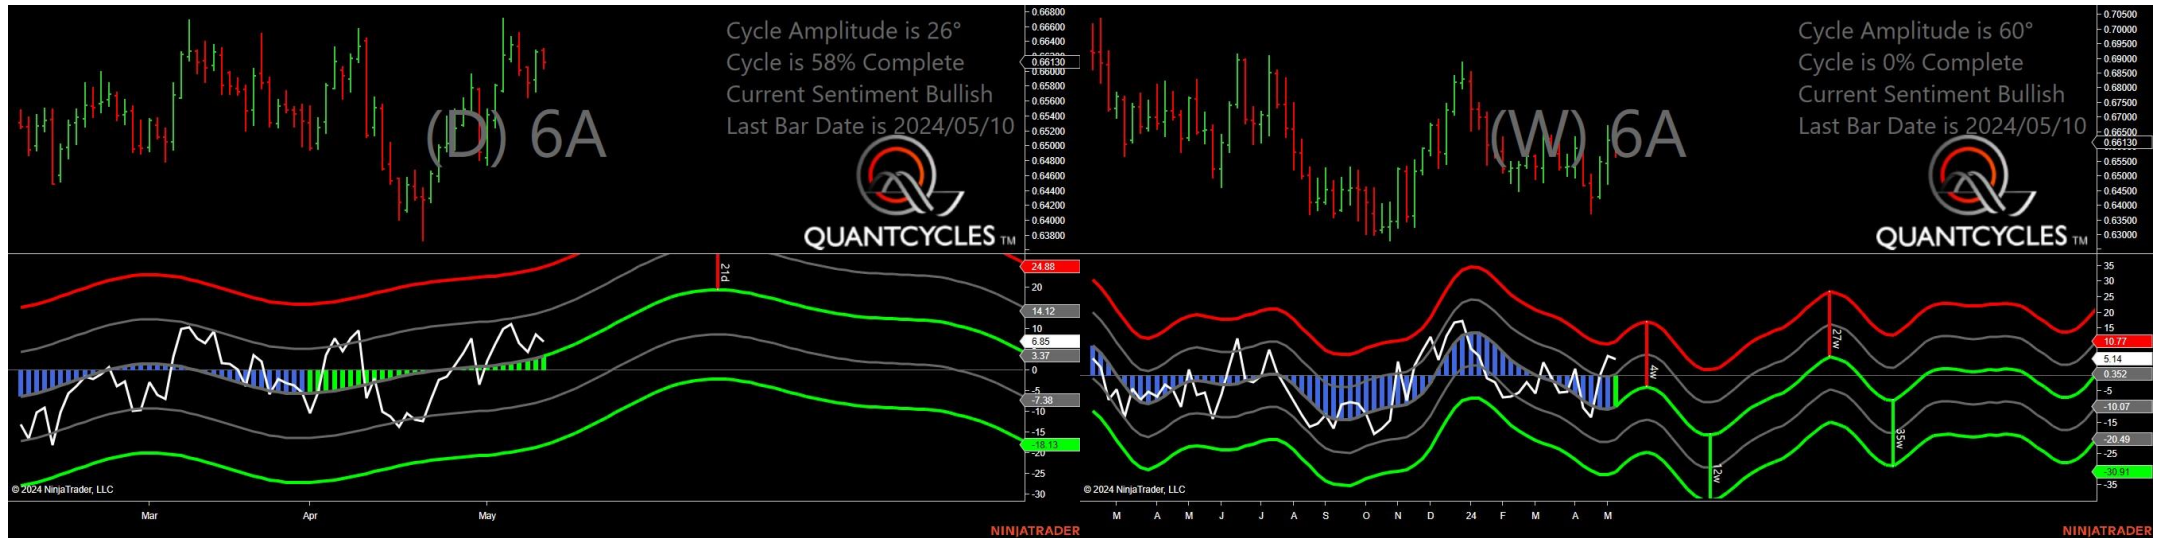 Cycle Amplitude is 26°
Cycle is 58% Complete
Current Sentiment Bullish
Last Bar Date is 2024/05/10
(D) 6A
QUANTCYCLES TM
0.66800
0.66600
0.66400
0.66130
0.66000
0.65800
0.65600
0.65400
0.65200
0.65000
0.64800
0.64600
0.64400
0.64200
0.64000
0.63800
21d
24.88
20
14.12
10
6.85
3.37
0
-5
-7.38
-10
-15
-18.13
-20
-25
-30
© 2024 NinjaTrader, LLC
Mar
Apr
May
NINJATRADER
Cycle Amplitude is 60°
Cycle is 0% Complete
Current Sentiment Bullish
Last Bar Date is 2024/05/10
(W) 6A
QUANTCYCLES TM
0.70500
0.70000
0.69500
0.69000
0.68500
0.68000
0.67500
0.67000
0.66500
0.66130
0.65500
0.65000
0.64500
0.64000
0.63500
0.63000
4w
12w
27w
35w
35
30
25
20
15
10.77
5.14
0.352
-5
-10.07
-15
-20.49
-25
-30.91
-35
© 2024 NinjaTrader, LLC
M A M J J A S O N D 24 F M A M
NINJATRADER